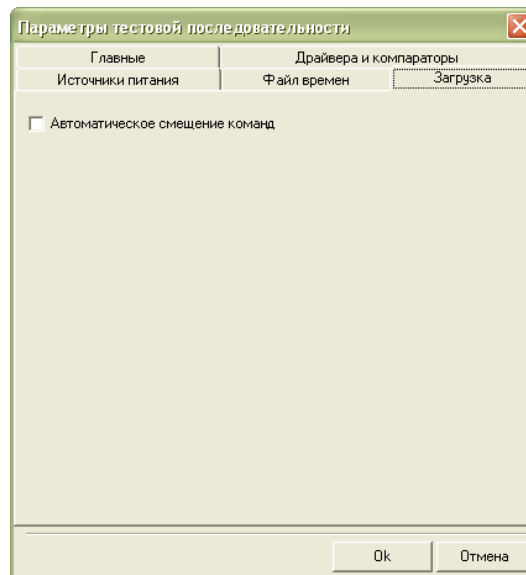 Параметры тестовой последовательности
Главные
Драйвера и компараторы
Источники питания
Файл времен
Загрузка
Автоматическое смещение команд
Ok
Отмена